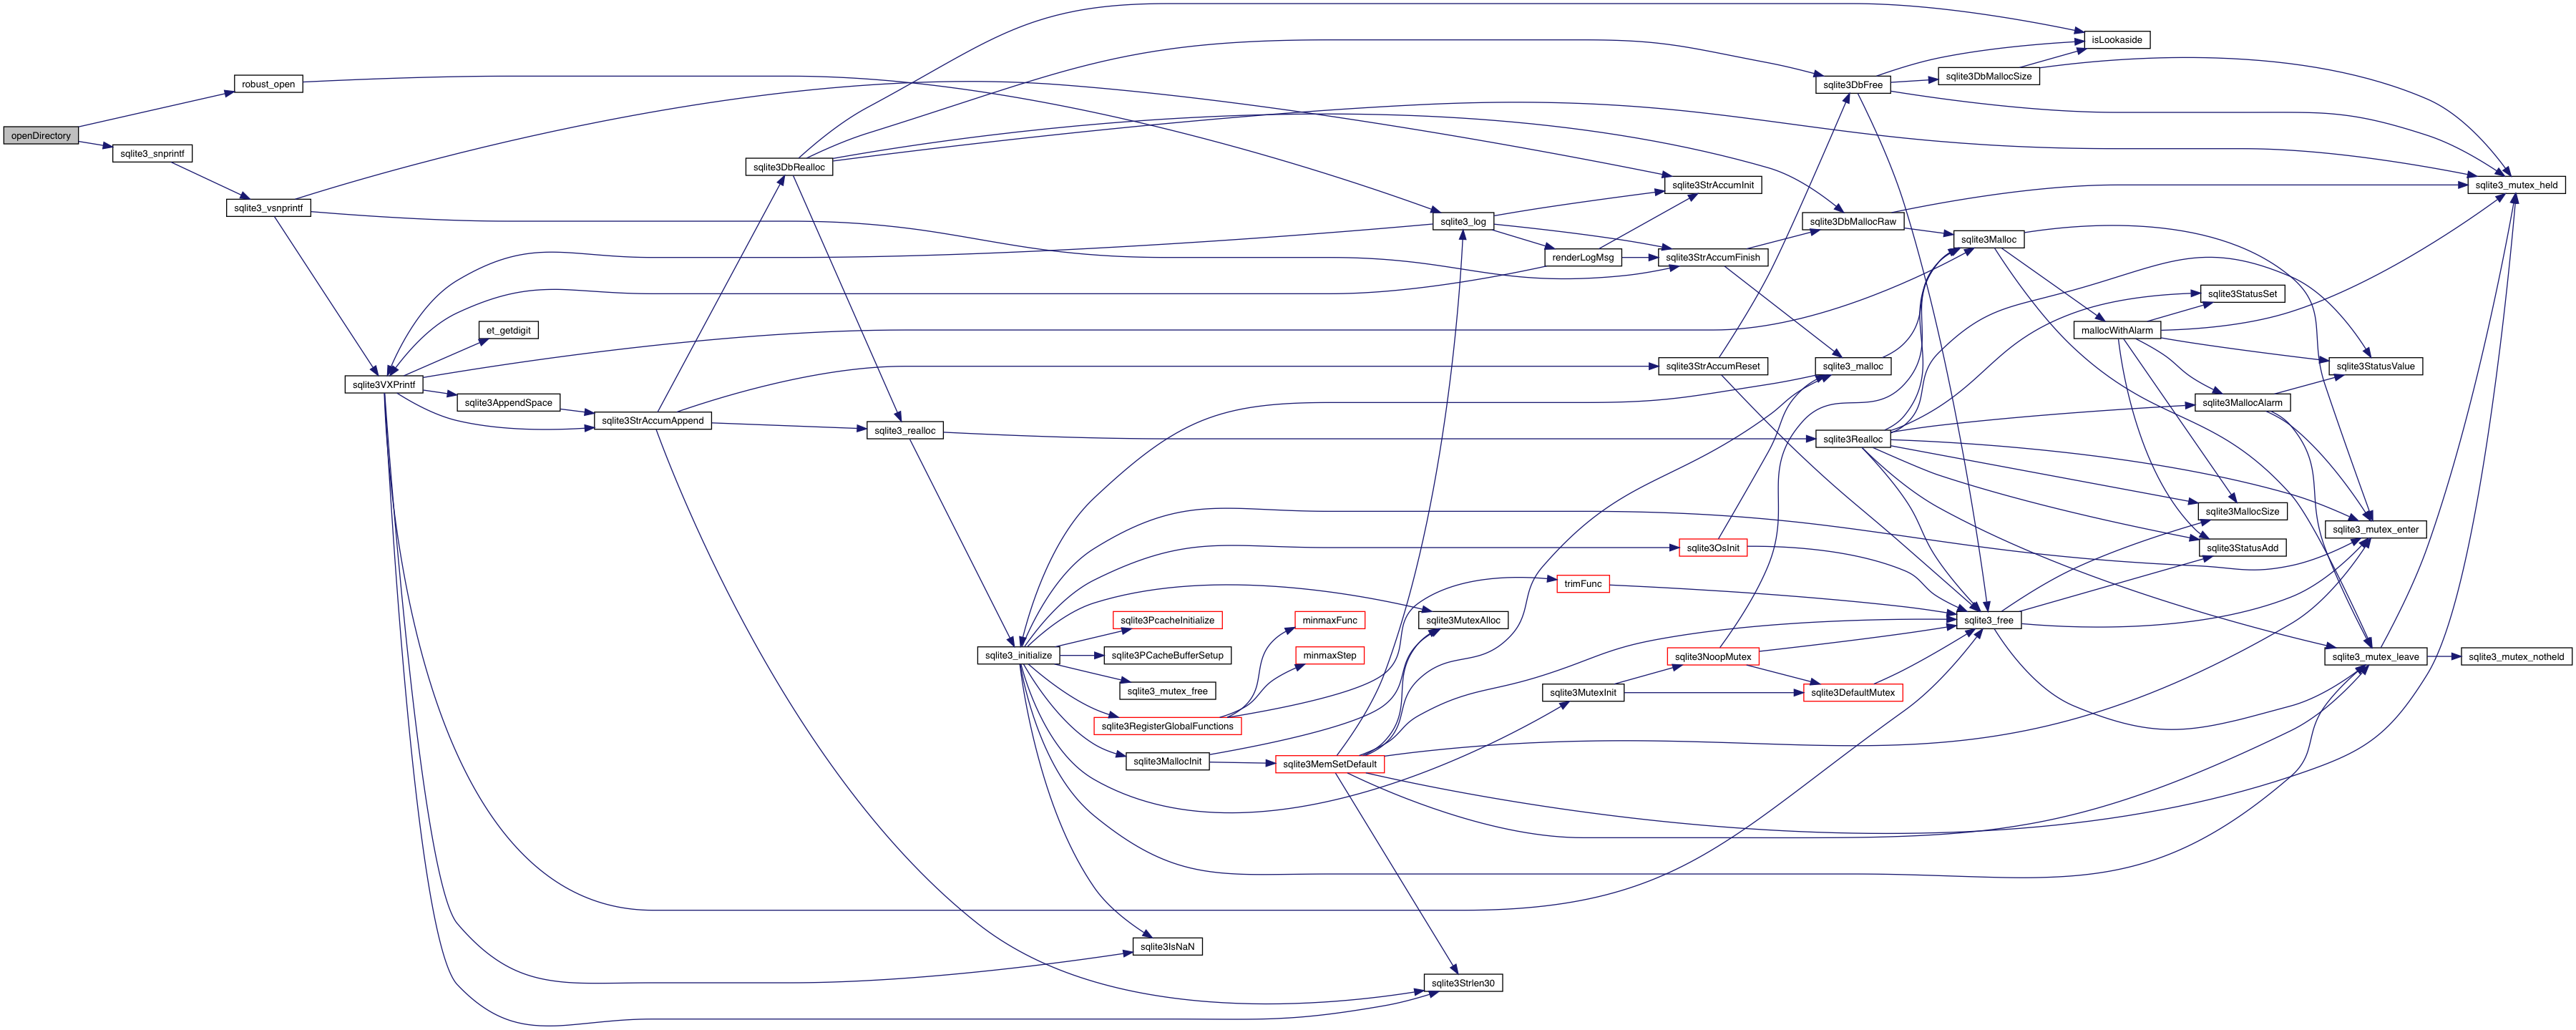 openDirectory
robust_open
sqlite3_snprintf
sqlite3_vsnprintf
sqlite3VXPrintf
et_getdigit
sqlite3AppendSpace
sqlite3StrAccumAppend
sqlite3DbRealloc
sqlite3_realloc
sqlite3_initialize
sqlite3PcacheInitialize
sqlite3PCacheBufferSetup
sqlite3_mutex_free
sqlite3RegisterGlobalFunctions
sqlite3MallocInit
sqlite3IsNaN
minmaxFunc
minmaxStep
sqlite3MemSetDefault
sqlite3_log
sqlite3MutexAlloc
sqlite3Strlen30
renderLogMsg
trimFunc
sqlite3MutexInit
sqlite3StrAccumInit
sqlite3StrAccumFinish
sqlite3StrAccumReset
sqlite3OsInit
sqlite3NoopMutex
sqlite3DbFree
sqlite3DbMallocRaw
sqlite3_malloc
sqlite3Realloc
sqlite3DefaultMutex
sqlite3DbMallocSize
sqlite3Malloc
sqlite3_free
isLookaside
mallocWithAlarm
sqlite3StatusSet
sqlite3MallocAlarm
sqlite3MallocSize
sqlite3StatusAdd
sqlite3StatusValue
sqlite3_mutex_enter
sqlite3_mutex_leave
sqlite3_mutex_held
sqlite3_mutex_notheld